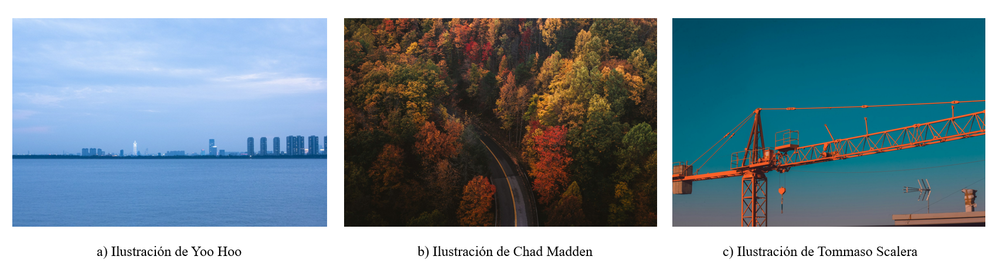 a) Ilustración de Yoo Hoo
b) Ilustración de Chad Madden
c) Ilustración de Tommaso Scalera